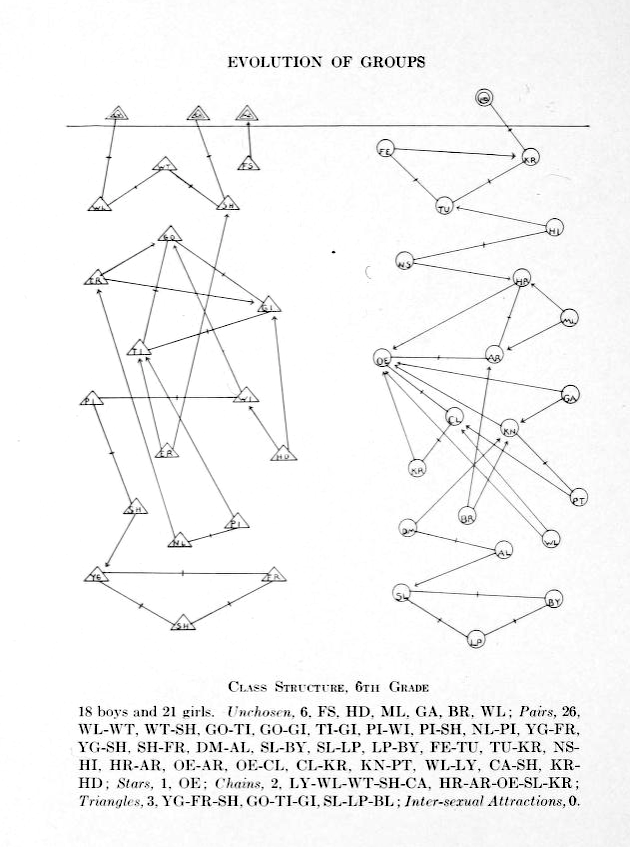 EVOLUTION OF GROUPS
FS
WT
WL
SH
GO
FR
GI
TI
PI
WI
FR
HD
SH
PI
NL
YG
FR
SH
FE
KR
TU
HI
NS
HR
ML
OE
AR
GA
CL
KN
KR
PT
BR
DM
WL
AL
SL
BY
LP
CLASS STRUCTURE, 6TH GRADE
18 boys and 21 girls. Unchosen, 6, FS, HD, ML, GA, BR, WL; Pairs, 26,
WL-WT, WT-SH, GO-TI, GO-GI, TI-GI, PI-WI, PI-SH, NL-PI, YG-FR,
YG-SH, SH-FR, DM-AL, SL-BY, SL-LP, LP-BY, FE-TU, TU-KR, NS-
HI, HR-AR, OE-AR, OE-CL, CL-KR, KN-PT, WL-LY, CA-SH, KR-
HD; Stars, 1, OE; Chains, 2, LY-WL-WT-SH-CA, HR-AR-OE-SL-KR;
Triangles, 3, YG-FR-SH, GO-TI-GI, SL-LP-BL; Inter-sexual Attractions, 0.